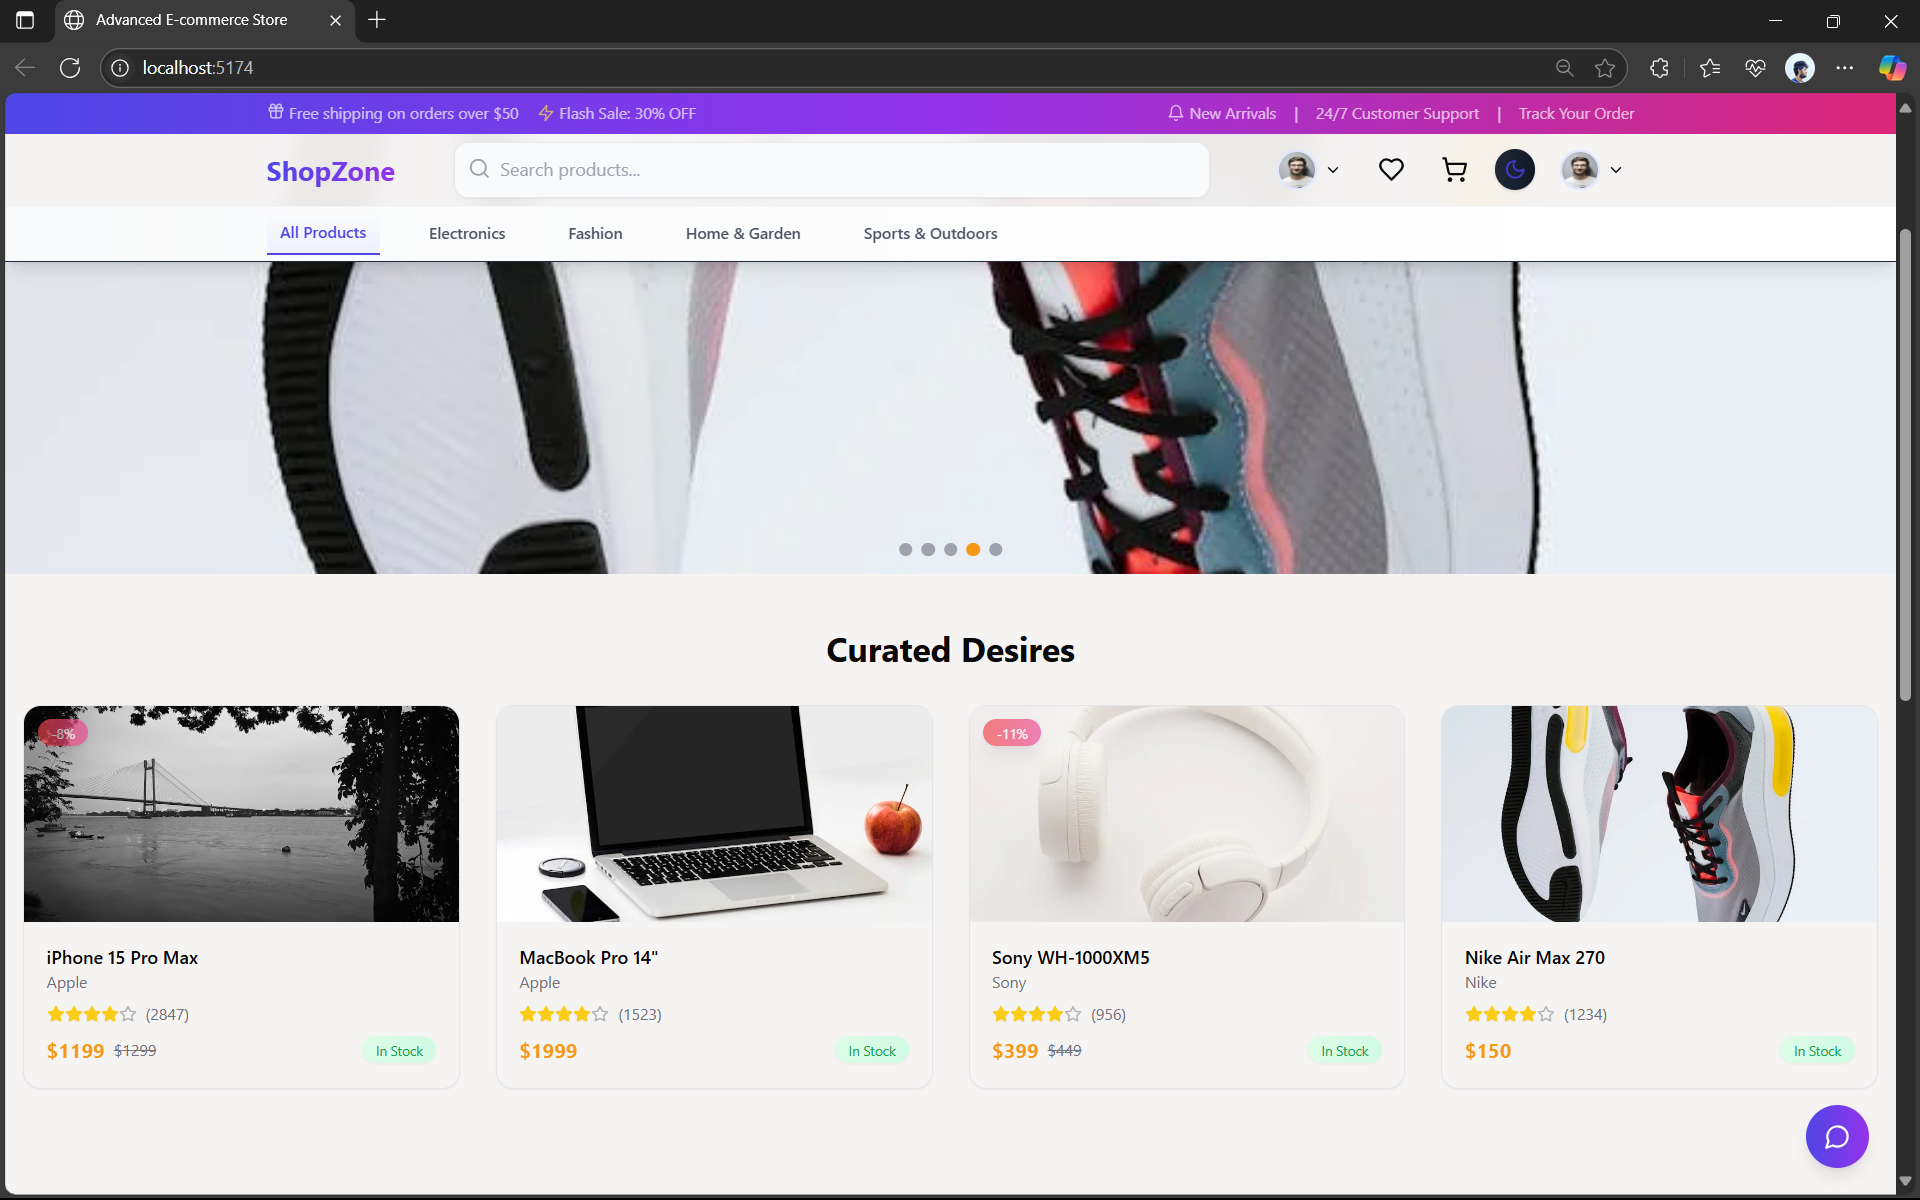 Advanced E-commerce Store
localhost:5174
Free shipping on orders over $50 Flash Sale: 30% OFF New Arrivals | 24/7 Customer Support | Track Your Order
ShopZone Search products...
All Products Electronics Fashion Home & Garden Sports & Outdoors
Curated Desires
-8% -11%
iPhone 15 Pro Max MacBook Pro 14" Sony WH-1000XM5 Nike Air Max 270
Apple Apple Sony Nike
(2847) (1523) (956) (1234)
$1199 $1299 In Stock $1999 In Stock $399 $449 In Stock $150 In Stock